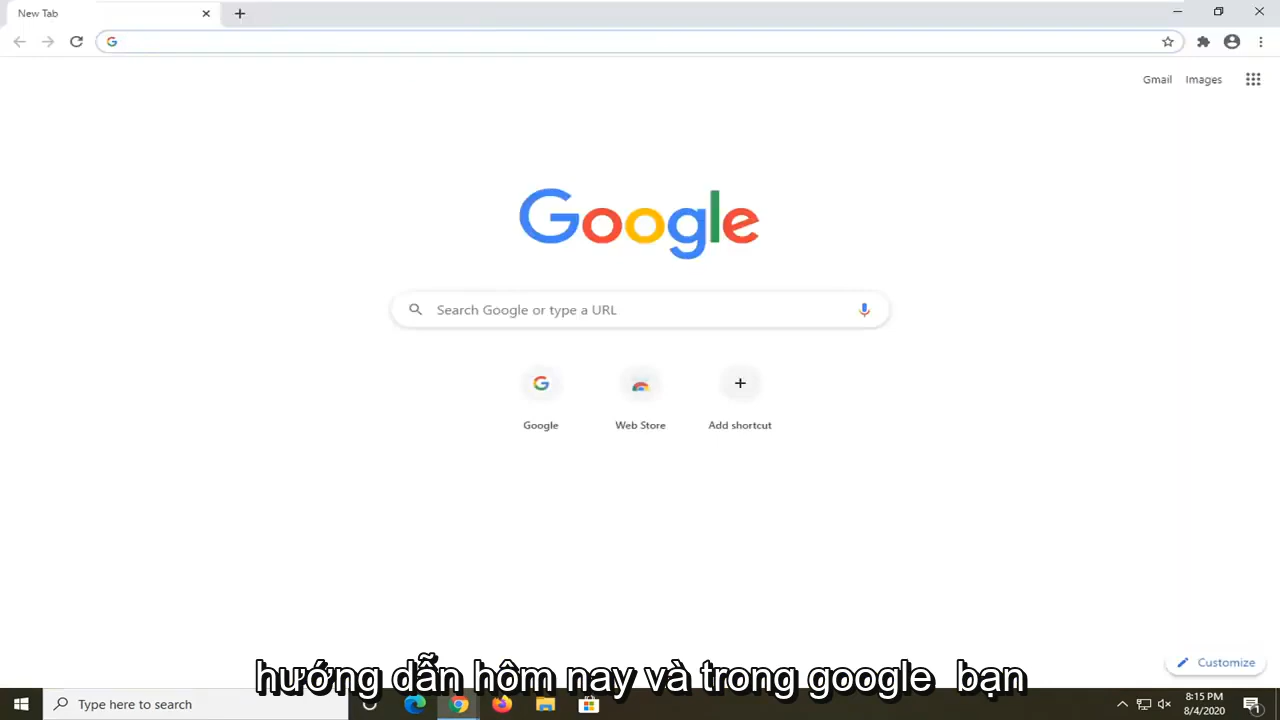 New Tab
Gmail Images
Google
Search Google or type a URL
Google Web Store Add shortcut
Customize
hướng dẫn hôm nay và trong google bạn
Type here to search
8:15 PM
8/4/2020
1